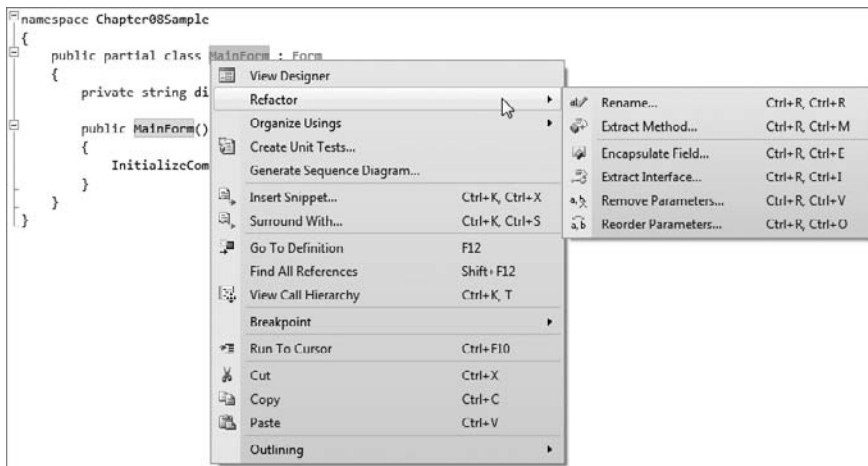 namespace Chapter08Sample
{
public partial class MainForm : Form
{
private string di
public MainForm()
{
InitializeCom
}
}
}
View Designer
Refactor
Organize Usings
Create Unit Tests...
Generate Sequence Diagram...
Insert Snippet... Ctrl+K, Ctrl+X
Surround With... Ctrl+K, Ctrl+S
Go To Definition F12
Find All References Shift+F12
View Call Hierarchy Ctrl+K, T
Breakpoint
Run To Cursor Ctrl+F10
Cut Ctrl+X
Copy Ctrl+C
Paste Ctrl+V
Outlining
Rename... Ctrl+R, Ctrl+R
Extract Method... Ctrl+R, Ctrl+M
Encapsulate Field... Ctrl+R, Ctrl+E
Extract Interface... Ctrl+R, Ctrl+I
Remove Parameters... Ctrl+R, Ctrl+V
Reorder Parameters... Ctrl+R, Ctrl+O